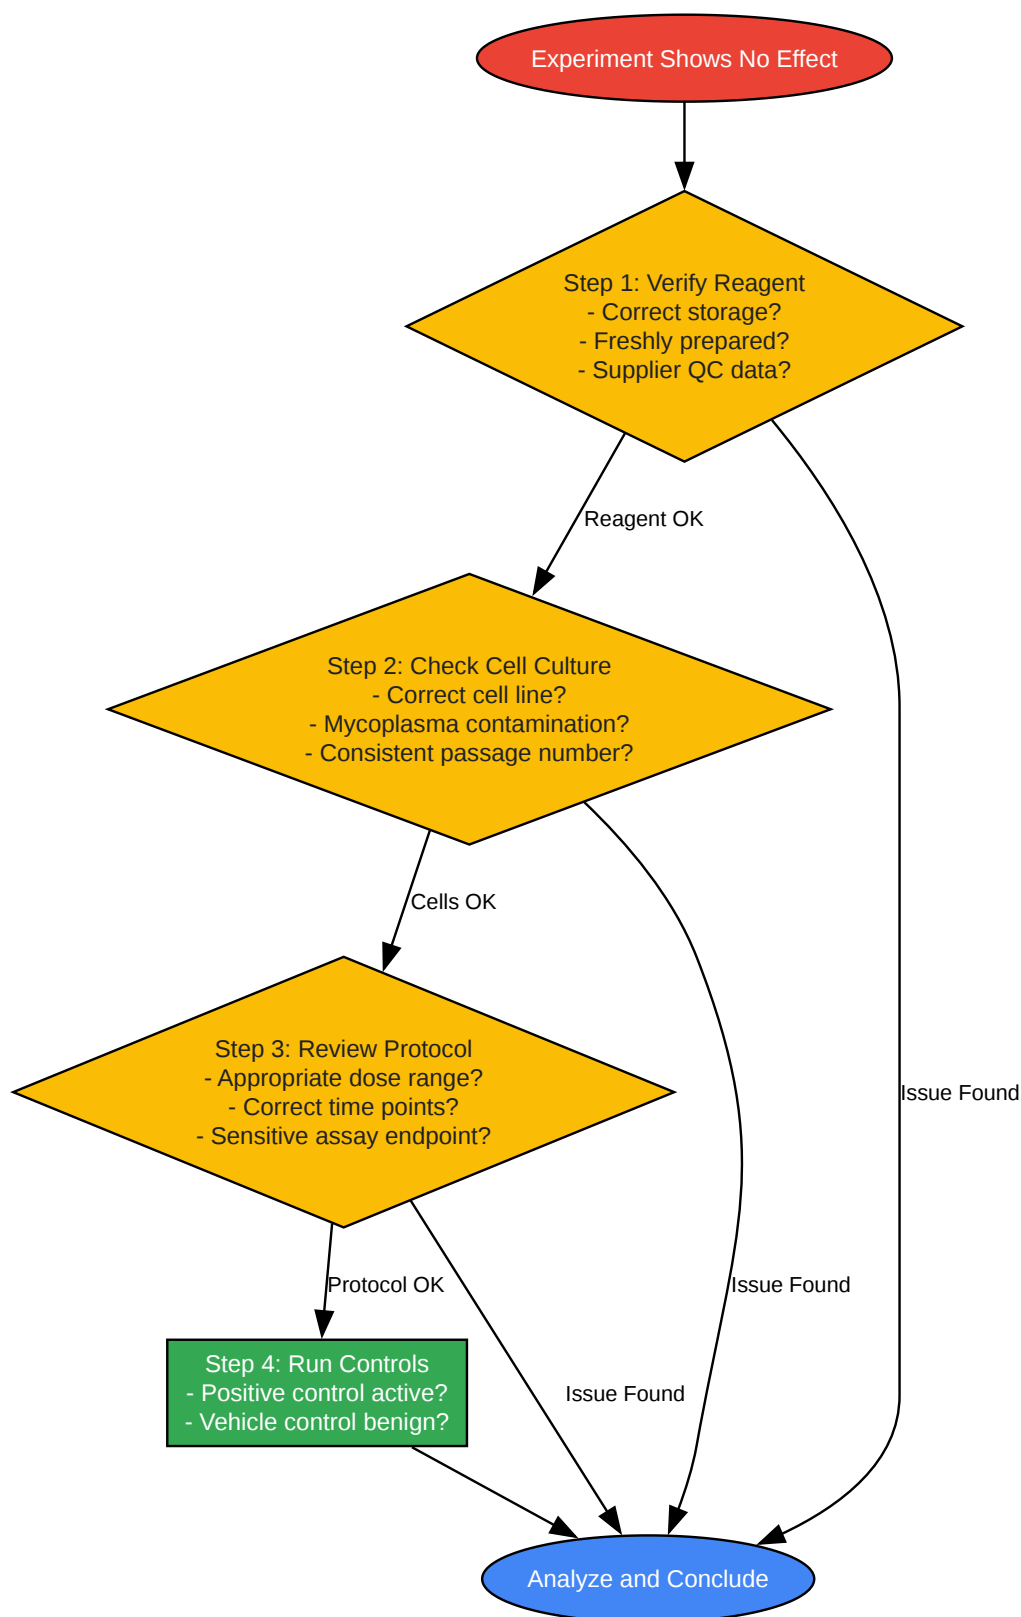 Experiment Shows No Effect
Step 1: Verify Reagent
- Correct storage?
- Freshly prepared?
- Supplier QC data?
Reagent OK
Step 2: Check Cell Culture
- Correct cell line?
- Mycoplasma contamination?
- Consistent passage number?
Cells OK
Step 3: Review Protocol
- Appropriate dose range?
- Correct time points?
- Sensitive assay endpoint?
Issue Found
Protocol OK
Issue Found
Step 4: Run Controls
- Positive control active?
- Vehicle control benign?
Issue Found
Analyze and Conclude